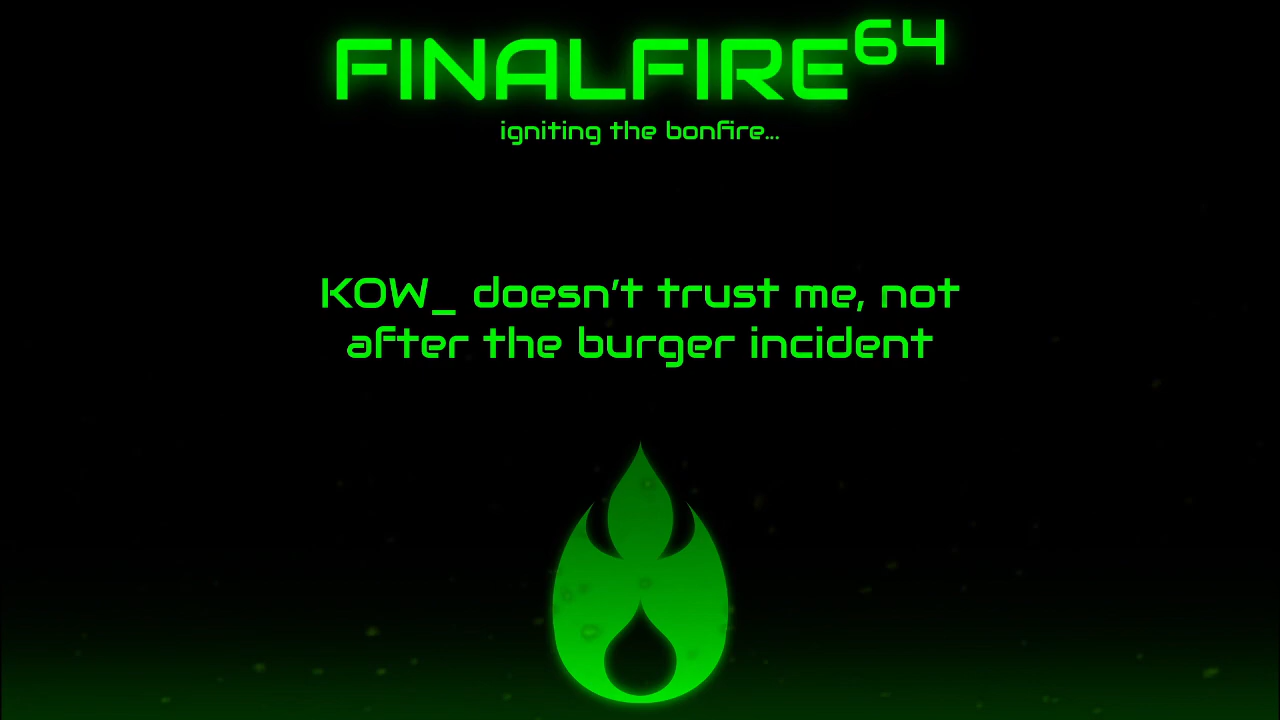 FINALFIRE64
igniting the bonfire...
KOW_ doesn't trust me, not
after the burger incident